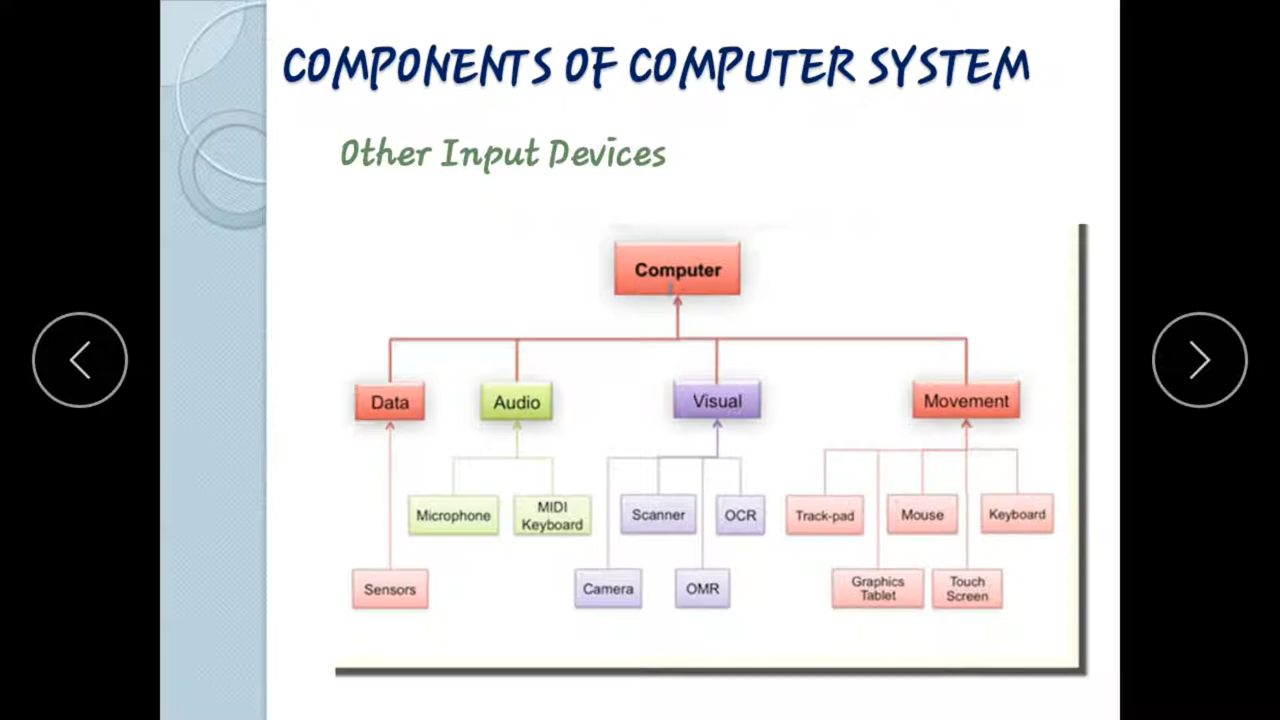 COMPONENTS OF COMPUTER SYSTEM
Other Input Devices
Computer
Data
Audio
Visual
Movement
Microphone
MIDI
Keyboard
Scanner
OCR
Track-pad
Mouse
Keyboard
Sensors
Camera
OMR
Graphics
Tablet
Touch
Screen